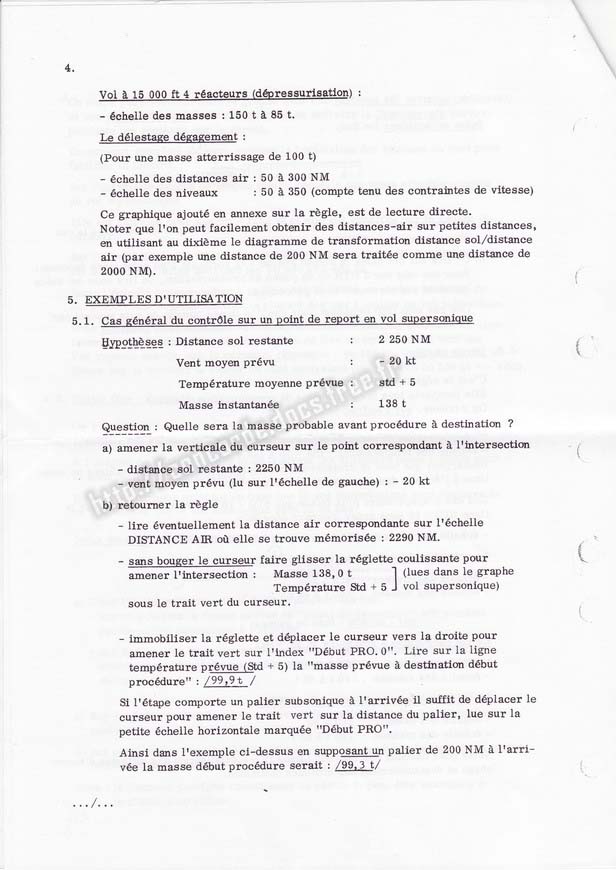 4.
Vol à 15 000 ft 4 réacteurs (dépressurisation) :
- échelle des masses : 150 t à 85 t.
Le délestage dégagement :
(Pour une masse atterrissage de 100 t)
- échelle des distances air : 50 à 300 NM
- échelle des niveaux : 50 à 350 (compte tenu des contraintes de vitesse)
Ce graphique ajouté en annexe sur la règle, est de lecture directe.
Noter que l'on peut facilement obtenir des distances-air sur petites distances,
en utilisant au dixième le diagramme de transformation distance sol/distance
air (par exemple une distance de 200 NM sera traitée comme une distance de
2000 NM).
5. EXEMPLES D'UTILISATION
5.1. Cas général du contrôle sur un point de report en vol supersonique
Hypothèses : Distance sol restante : 2 250 NM
Vent moyen prévu : - 20 kt
Température moyenne prévue : std + 5
Masse instantanée : 138 t
Question : Quelle sera la masse probable avant procédure à destination ?
a) amener la verticale du curseur sur le point correspondant à l'intersection
- distance sol restante : 2250 NM
- vent moyen prévu (lu sur l'échelle de gauche) : - 20 kt
b) retourner la règle
- lire éventuellement la distance air correspondante sur l'échelle
DISTANCE AIR où elle se trouve mémorisée : 2290 NM.
- sans bouger le curseur faire glisser la réglette coulissante pour
amener l'intersection : Masse 138,0 t ] (lues dans le graphe
Température Std + 5 ] vol supersonique)
sous le trait vert du curseur.
- immobiliser la réglette et déplacer le curseur vers la droite pour
amener le trait vert sur l'index "Début PRO. 0". Lire sur la ligne
température prévue (Std + 5) la "masse prévue à destination début
procédure" : /99,9 t /
Si l'étape comporte un palier subsonique à l'arrivée il suffit de déplacer le
curseur pour amener le trait vert sur la distance du palier, lue sur la
petite échelle horizontale marquée "Début PRO".
Ainsi dans l'exemple ci-dessus en supposant un palier de 200 NM à l'arri-
vée la masse début procédure serait : /99,3 t/
.../...
http://concordedocs.free.fr